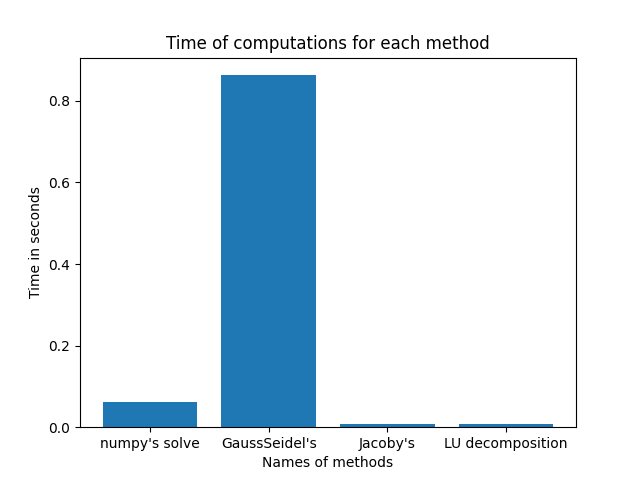 Time of computations for each method
Time in seconds
0.8
0.6
0.4
0.2
0.0
numpy's solve GaussSeidel's Jacoby's LU decomposition
Names of methods